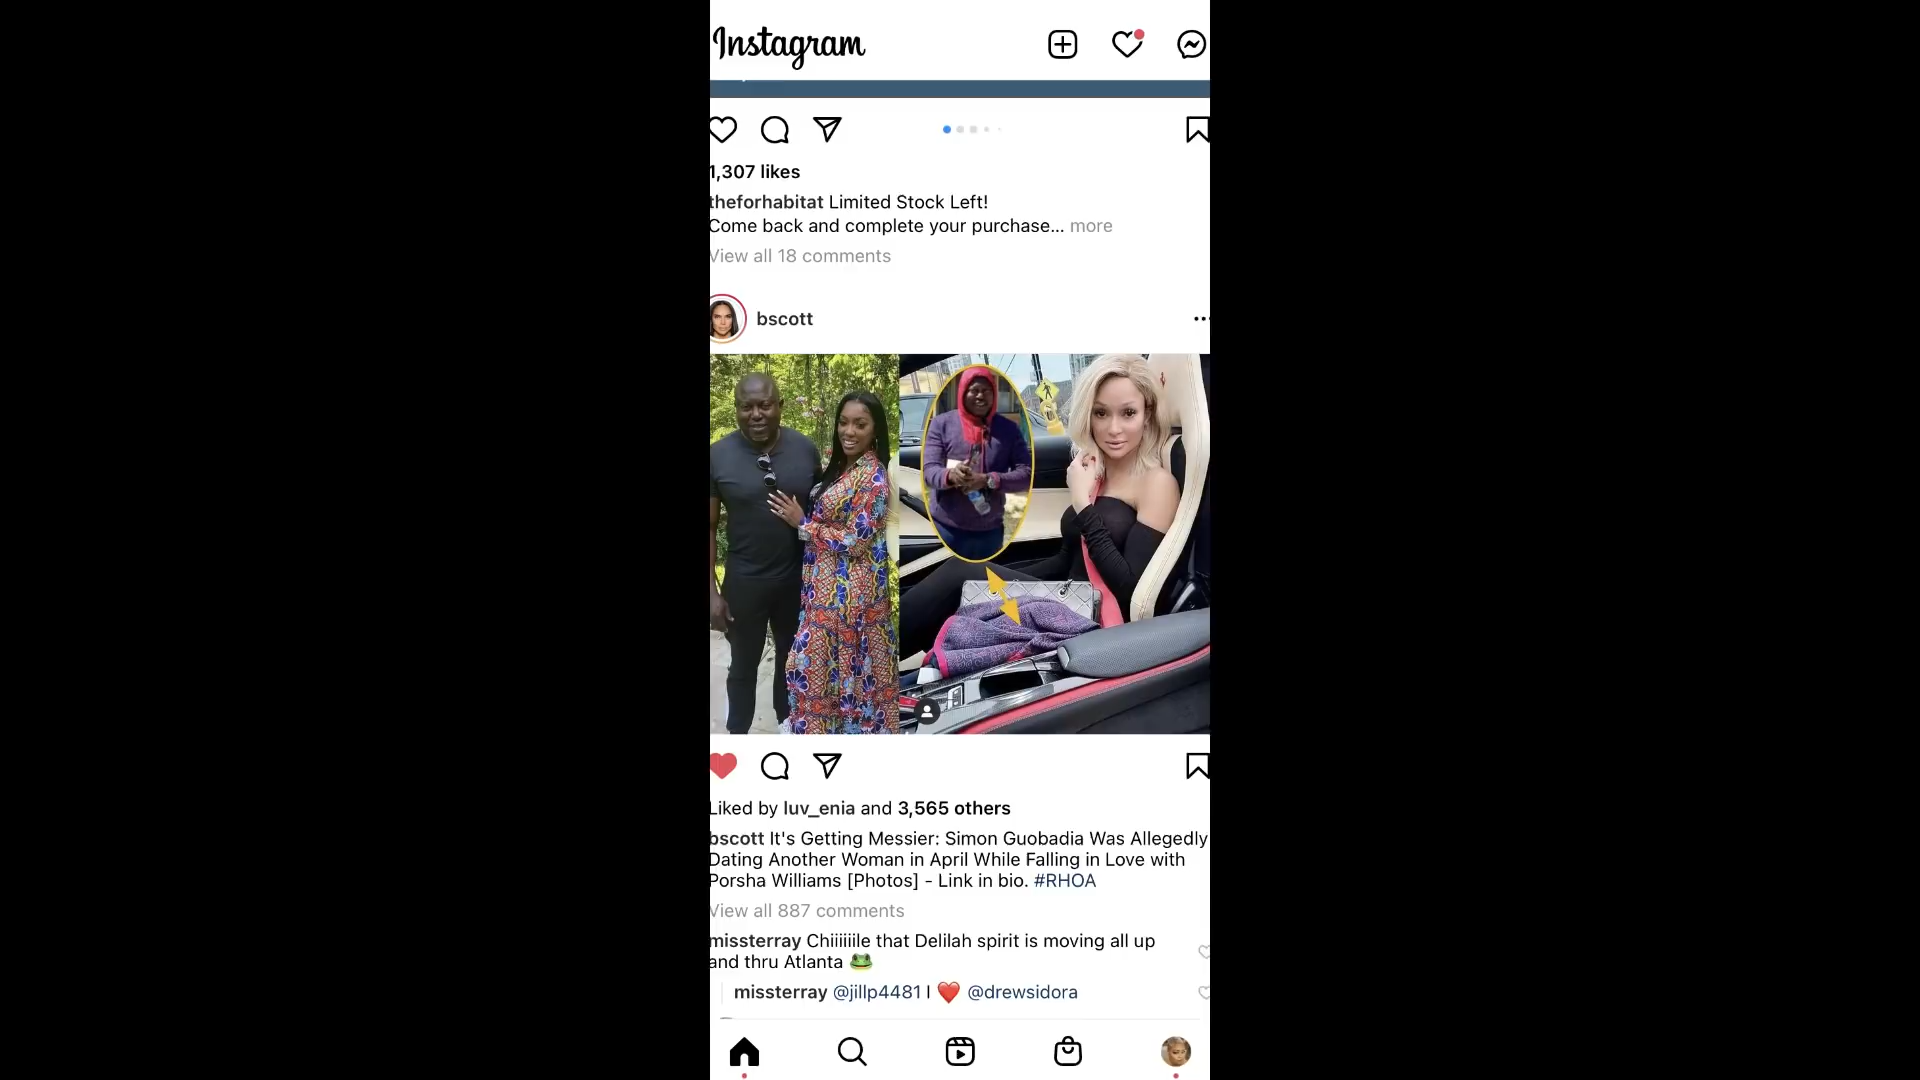 Instagram
1,307 likes
theforhabitat Limited Stock Left!
Come back and complete your purchase... more
View all 18 comments
bscott
Liked by luv_enia and 3,565 others
bscott It's Getting Messier: Simon Guobadia Was Allegedly
Dating Another Woman in April While Falling in Love with
Porsha Williams [Photos] - Link in bio. #RHOA
View all 887 comments
missterray Chiiiiiile that Delilah spirit is moving all up
and thru Atlanta 🐸
missterray @jillp4481 I ❤️ @drewsidora